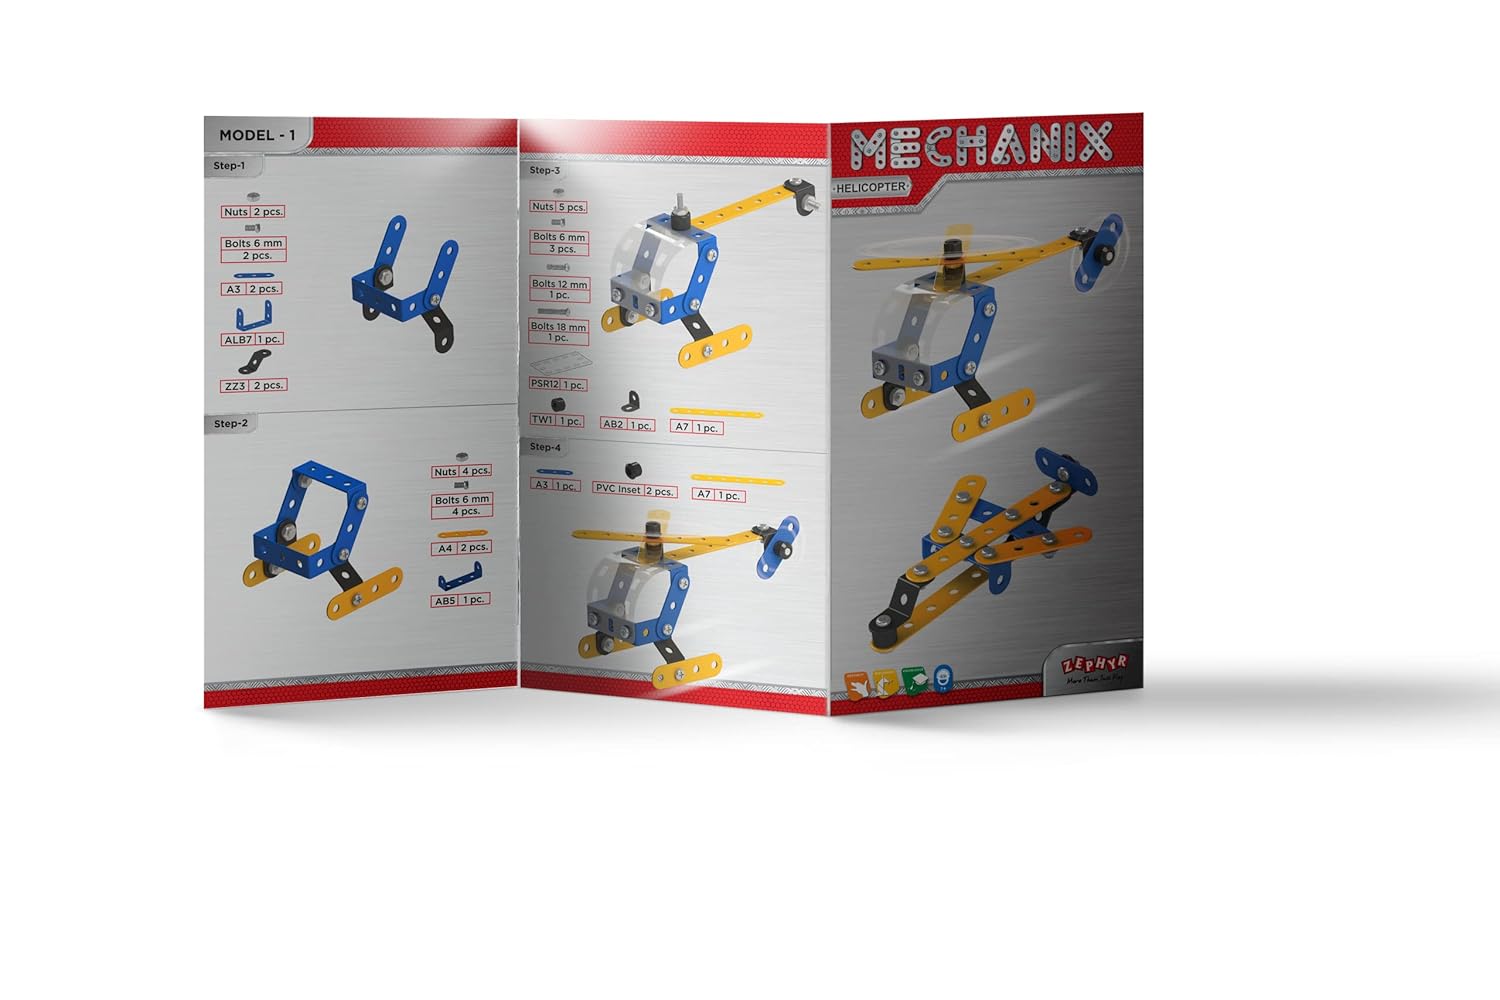 MODEL - 1
Step-1
Nuts 2 pcs.
Bolts 6 mm
2 pcs.
A3 2 pcs.
ALB7 1 pc.
ZZ3 2 pcs.
Step-2
Nuts 4 pcs.
Bolts 6 mm
4 pcs.
A4 2 pcs.
AB5 1 pc.
Step-3
Nuts 5 pcs.
Bolts 6 mm
3 pcs.
Bolts 12 mm
1 pc.
Bolts 18 mm
1 pc.
PSR12 1 pc.
TW1 1 pc.
AB2 1 pc.
A7 1 pc.
Step-4
A3 1 pc.
PVC Inset 2 pcs.
A7 1 pc.
MECHANIX
HELICOPTER
ZEPHYR
More Than Just Play